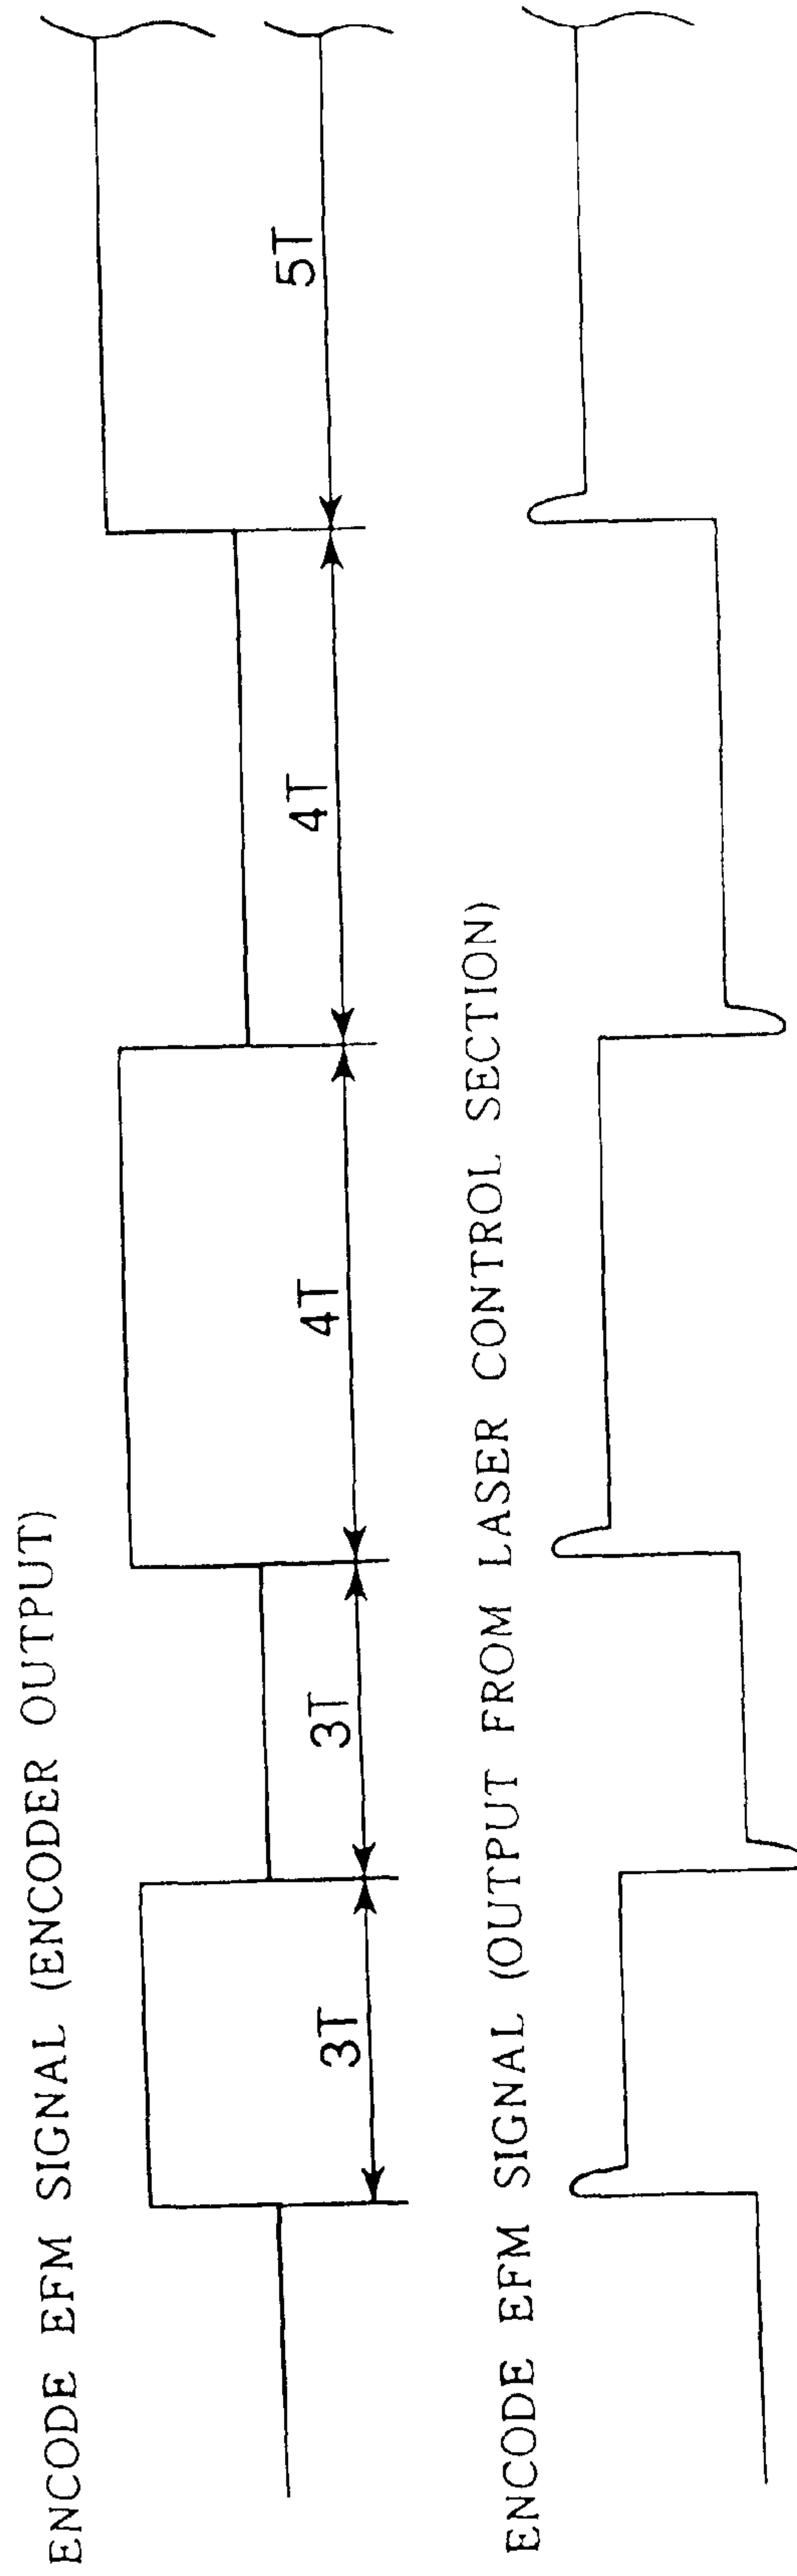 ENCODE EFM SIGNAL (ENCODER OUTPUT)
3T 3T 4T 4T 5T
ENCODE EFM SIGNAL (OUTPUT FROM LASER CONTROL SECTION)